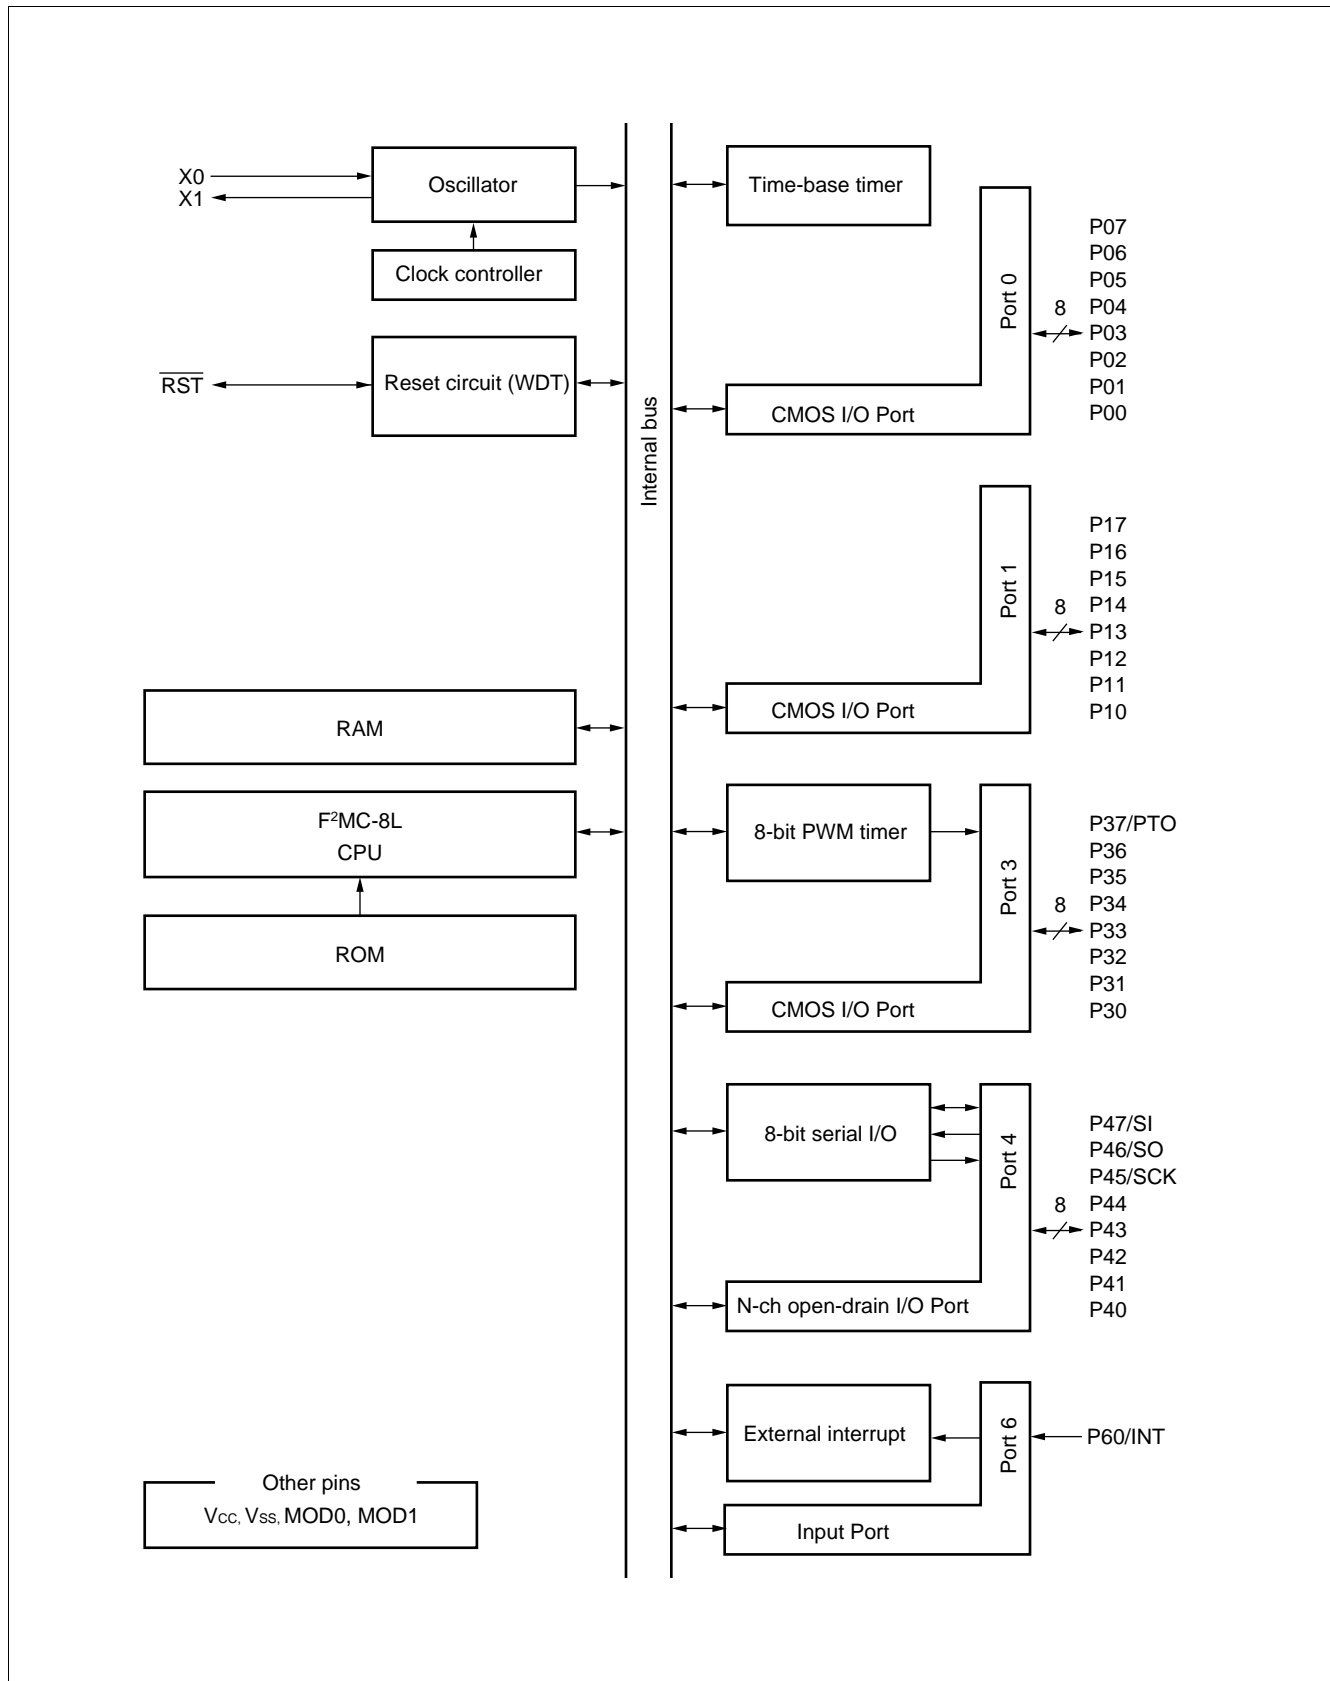 X0
X1
Oscillator
Clock controller
RST
Reset circuit (WDT)
RAM
F²MC-8L
CPU
ROM
Other pins
VCC, VSS, MOD0, MOD1
Internal bus
Time-base timer
Port 0
CMOS I/O Port
8
P07
P06
P05
P04
P03
P02
P01
P00
Port 1
CMOS I/O Port
8
P17
P16
P15
P14
P13
P12
P11
P10
8-bit PWM timer
Port 3
CMOS I/O Port
8
P37/PTO
P36
P35
P34
P33
P32
P31
P30
8-bit serial I/O
Port 4
N-ch open-drain I/O Port
8
P47/SI
P46/SO
P45/SCK
P44
P43
P42
P41
P40
External interrupt
Port 6
Input Port
P60/INT